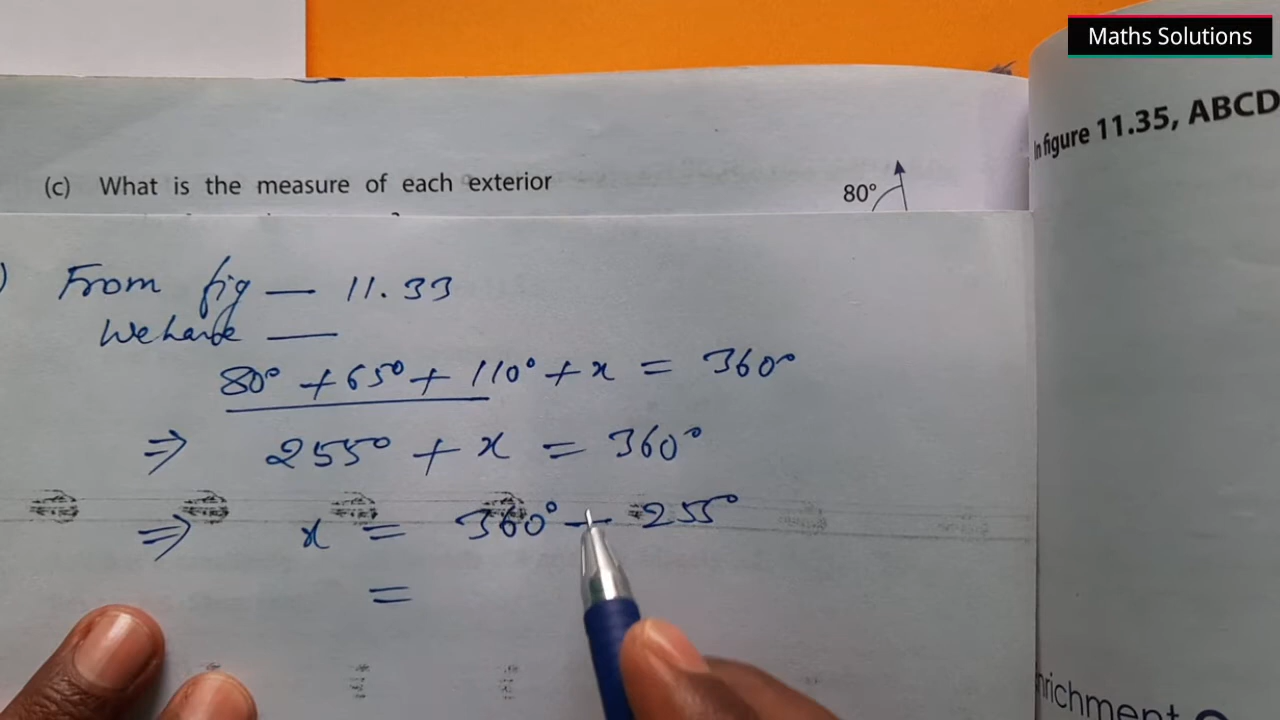 Maths Solutions
In figure 11.35, ABCD
(c) What is the measure of each exterior
80°
) From fig — 11.33
We have —
80° + 65° + 110° + x = 360°
⇒ 255° + x = 360°
⇒ x = 360° - 255°
=
nrichment